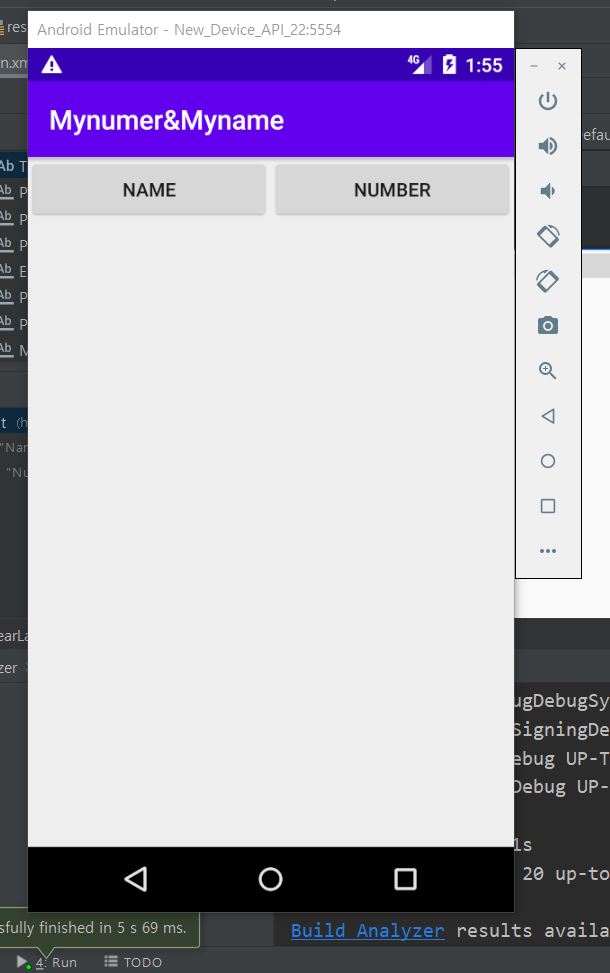 Android Emulator - New_Device_API_22:5554
res
n.xm
4G
1:55
Mynumer&Myname
efau
NAME
NUMBER
Ab T
Ab P
Ab P
Ab P
Ab E
Ab P
Ab P
Ab M
t (h
"Nam
"Nu
earLa
zer
ugDebugSy
SigningDe
ebug UP-T
Debug UP-
ls
20 up-to
sfully finished in 5 s 69 ms.
Build Analyzer results availa
4: Run
TODO